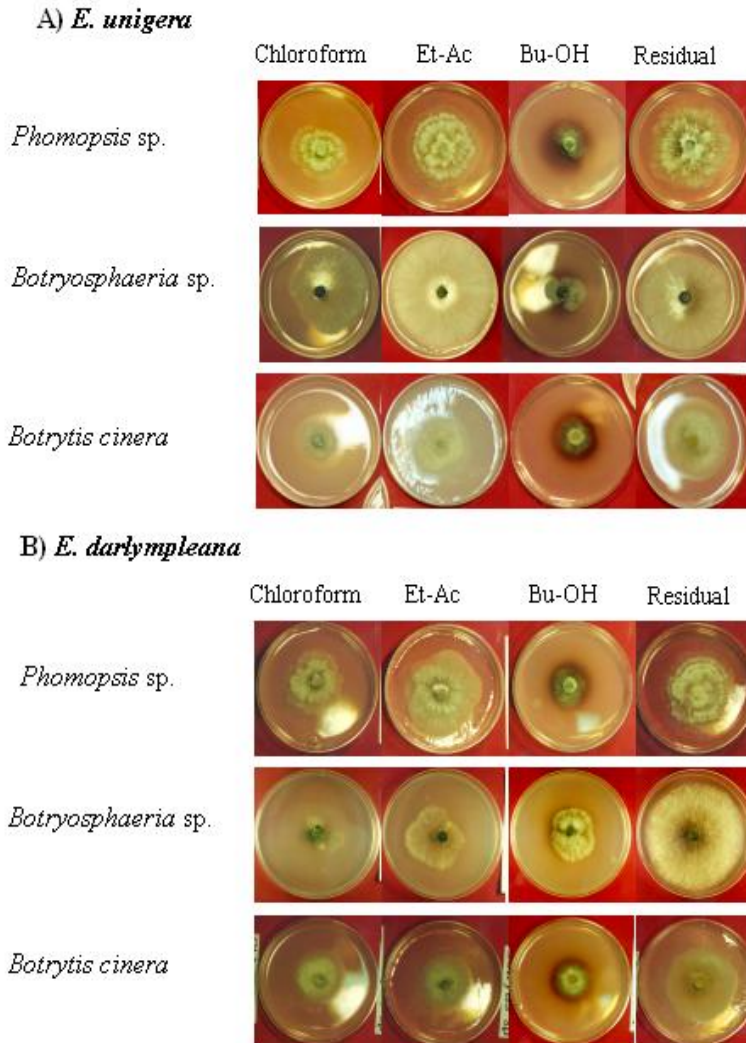 A) E. unigera
Chloroform Et-Ac Bu-OH Residual
Phomopsis sp.
Botryosphaeria sp.
Botrytis cinera
B) E. darlympleana
Chloroform Et-Ac Bu-OH Residual
Phomopsis sp.
Botryosphaeria sp.
Botrytis cinera